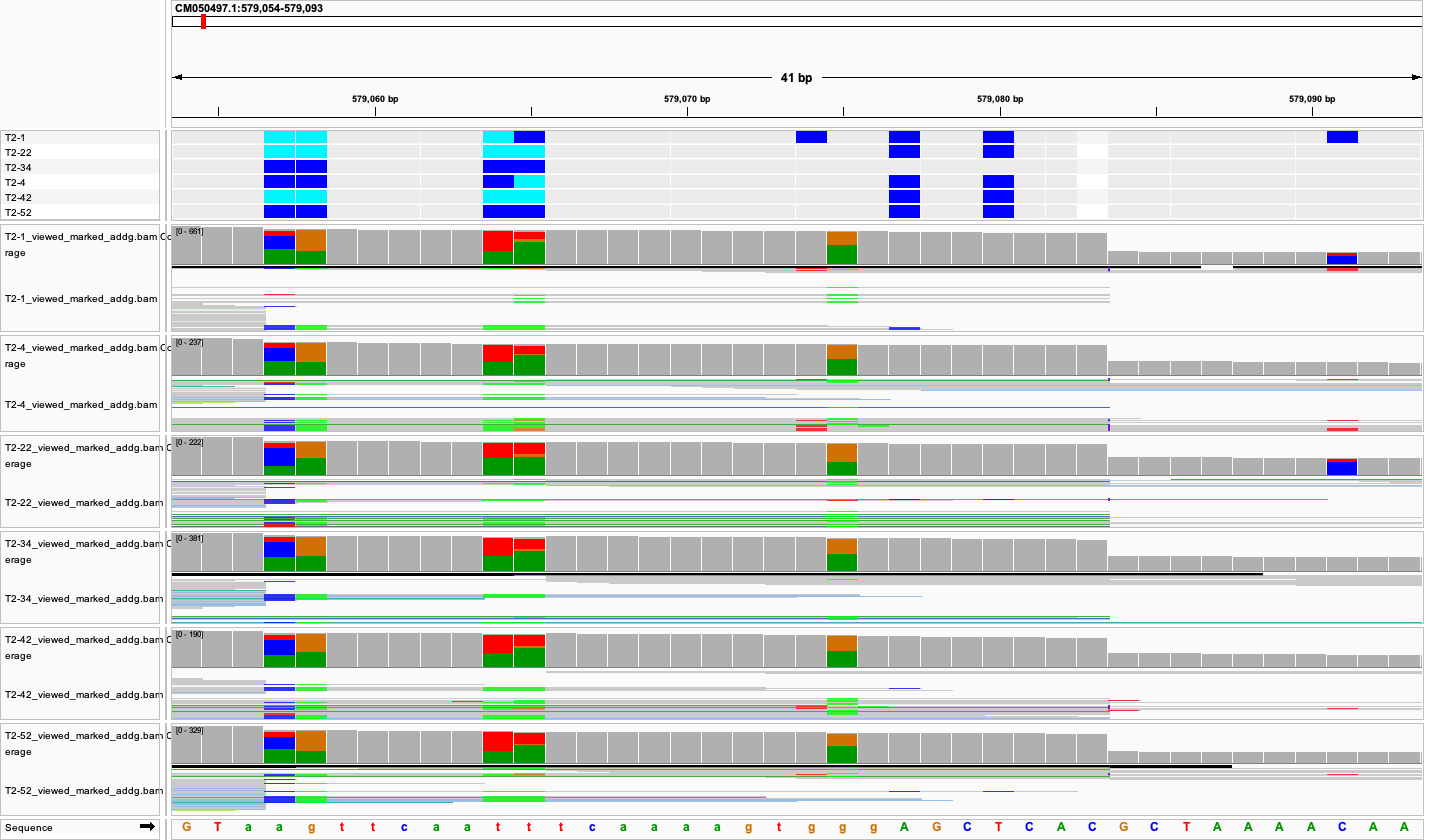 CM050497.1:579,054-579,093
41 bp
579,060 bp 579,070 bp 579,080 bp 579,090 bp
T2-1
T2-22
T2-34
T2-4
T2-42
T2-52
T2-1_viewed_marked_addg.bam Co
rage
[0 - 661]
T2-1_viewed_marked_addg.bam
T2-4_viewed_marked_addg.bam Co
rage
[0 - 237]
T2-4_viewed_marked_addg.bam
T2-22_viewed_marked_addg.bam C
erage
[0 - 222]
T2-22_viewed_marked_addg.bam
T2-34_viewed_marked_addg.bam C
erage
[0 - 381]
T2-34_viewed_marked_addg.bam
T2-42_viewed_marked_addg.bam C
erage
[0 - 190]
T2-42_viewed_marked_addg.bam
T2-52_viewed_marked_addg.bam C
erage
[0 - 329]
T2-52_viewed_marked_addg.bam
Sequence G T a a g t t c a a t t t c a a a a g t g g g A G C T C A C G C T A A A A C A A